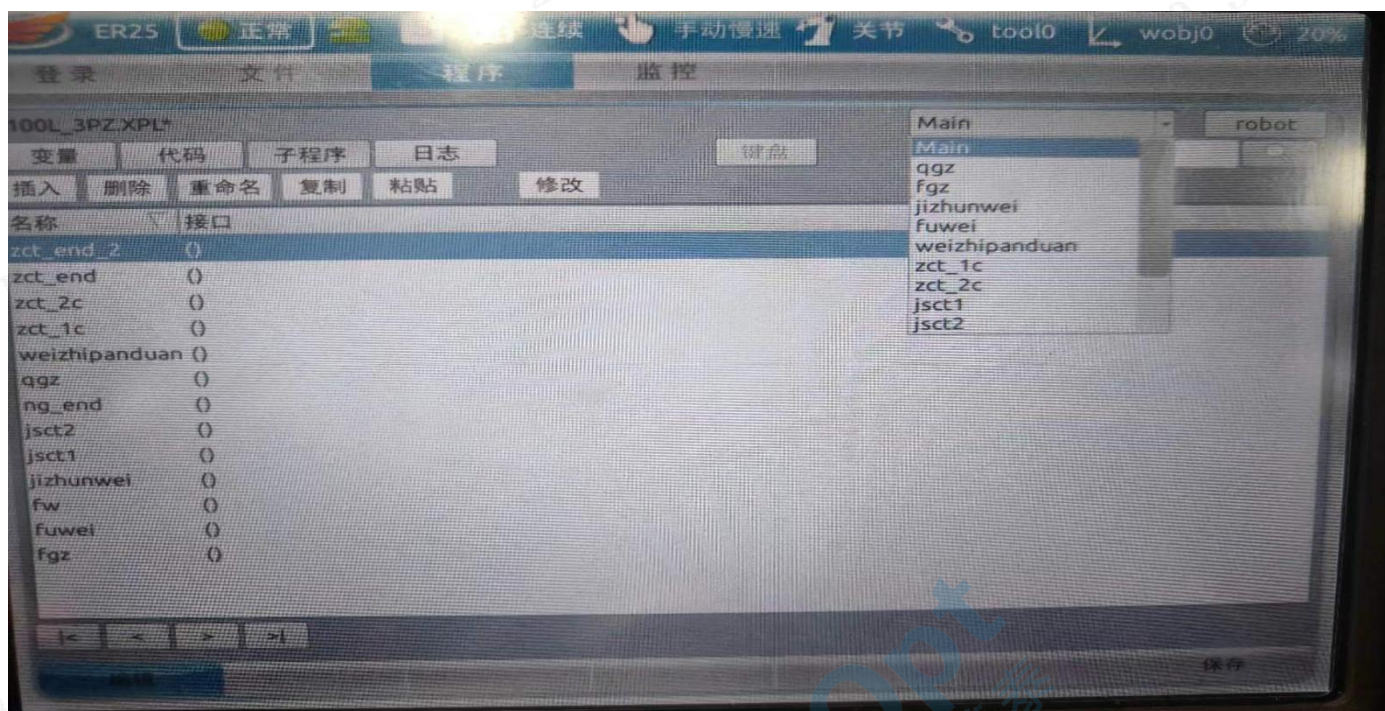 ER25 正常 连续 手动慢速 关节 tool0 wobj0 20%
登录 文件 程序 监控
100L_3PZ.XPL* Main robot
变量 代码 子程序 日志 键盘
插入 删除 重命名 复制 粘贴 修改
名称 接口
zct_end_2 ()
zct_end ()
zct_2c ()
zct_1c ()
weizhipanduan ()
qgz ()
ng_end ()
jsct2 ()
jsct1 ()
jizhunwei ()
fw ()
fuwei ()
fgz ()
Main
qgz
fgz
jizhunwei
fuwei
weizhipanduan
zct_1c
zct_2c
jsct1
jsct2
|< < > >|
编辑 保存